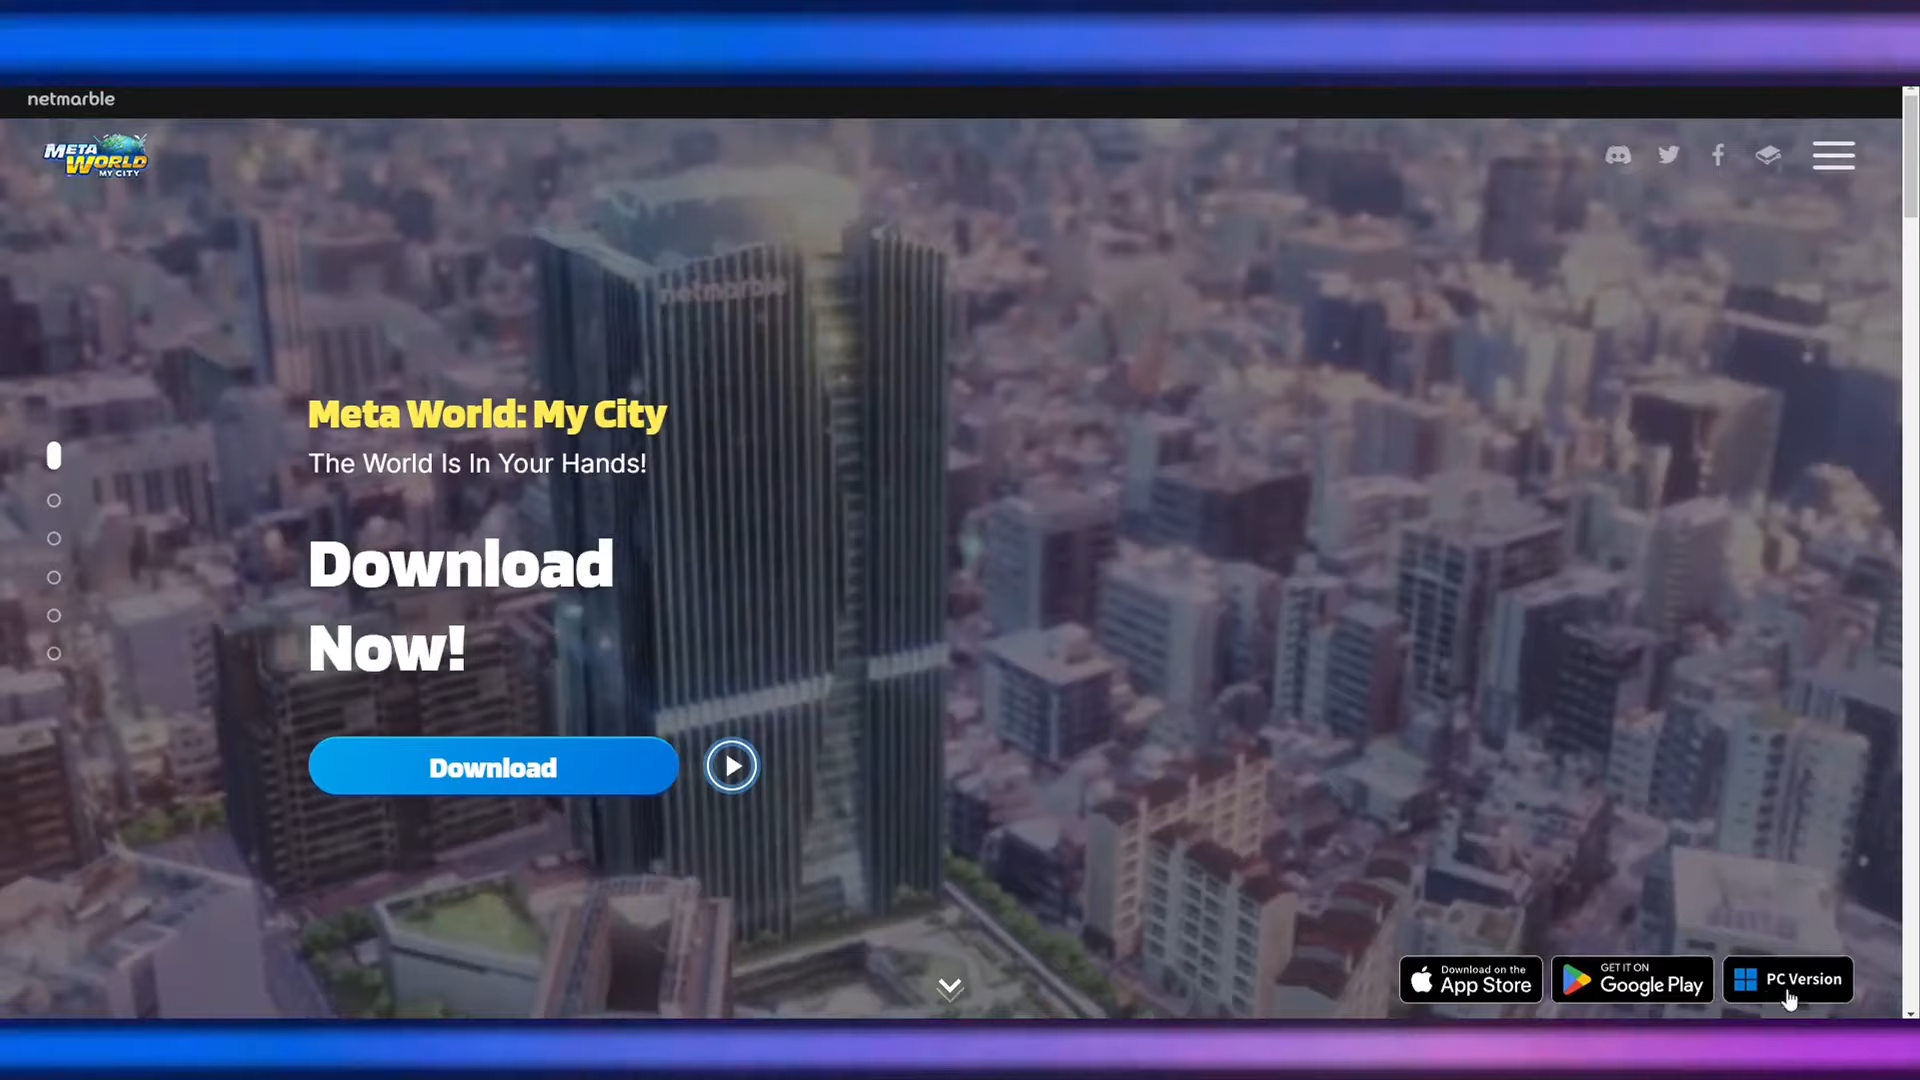 netmarble
META
WORLD
MY CITY
netmarble
Meta World: My City
The World Is In Your Hands!
Download
Now!
Download
Download on the
App Store
GET IT ON
Google Play
PC Version